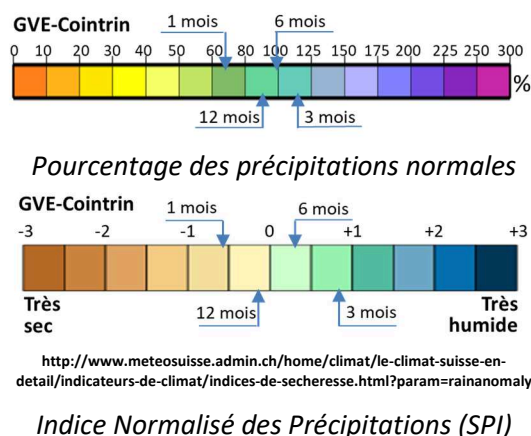 GVE-Cointrin
1 mois 6 mois
0 10 20 30 40 50 60 80 100 125 150 175 200 225 250 300
%
12 mois 3 mois
Pourcentage des précipitations normales
GVE-Cointrin
1 mois 6 mois
-3 -2 -1 0 +1 +2 +3
Très sec 12 mois 3 mois Très humide
http://www.meteosuisse.admin.ch/home/climat/le-climat-suisse-en-
detail/indicateurs-de-climat/indices-de-secheresse.html?param=rainanomaly
Indice Normalisé des Précipitations (SPI)